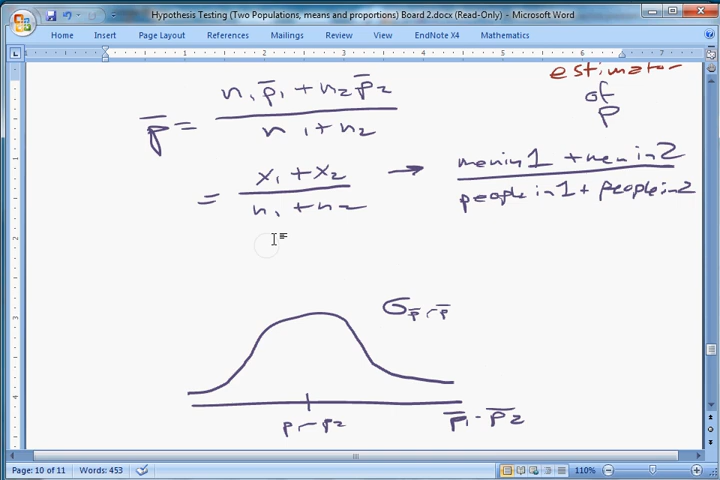 Hypothesis Testing (Two Populations, means and proportions) Board 2.docx (Read-Only) - Microsoft Word
Home Insert Page Layout References Mailings Review View EndNote X4 Mathematics
estimator
of
p
p̅ = n₁p̅₁ + n₂p̅₂
n₁ + n₂
= x₁ + x₂ → men in 1 + men in 2
n₁ + n₂ people in 1 + people in 2
σp̅₁-p̅
p₁ - p₂ p̅₁ - p̅₂
Page: 10 of 11 Words: 453 110%